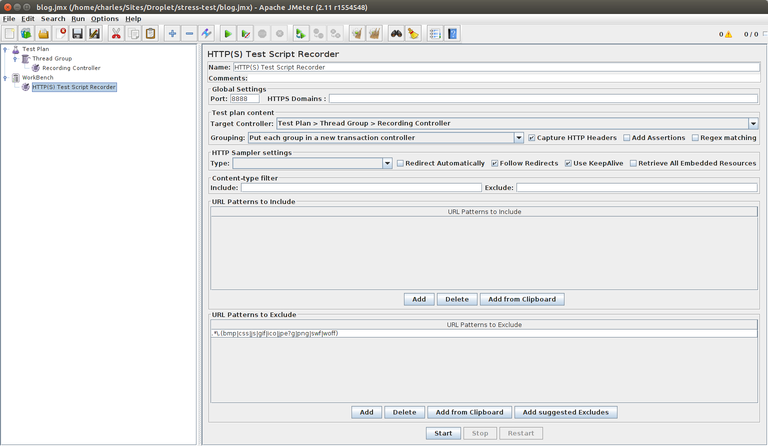 blog.jmx (/home/charles/Sites/Droplet/stress-test/blog.jmx) - Apache JMeter (2.11 r1554548)
File Edit Search Run Options Help
0 0 / 0
Test Plan
Thread Group
Recording Controller
WorkBench
HTTP(S) Test Script Recorder
HTTP(S) Test Script Recorder
Name: HTTP(S) Test Script Recorder
Comments:
Global Settings
Port: 8888 HTTPS Domains :
Test plan content
Target Controller: Test Plan > Thread Group > Recording Controller
Grouping: Put each group in a new transaction controller Capture HTTP Headers Add Assertions Regex matching
HTTP Sampler settings
Type: Redirect Automatically Follow Redirects Use KeepAlive Retrieve All Embedded Resources
Content-type filter
Include: Exclude:
URL Patterns to Include
URL Patterns to Include
Add Delete Add from Clipboard
URL Patterns to Exclude
URL Patterns to Exclude
.*\.(bmp|css|js|gif|ico|jpe?g|png|swf|woff)
Add Delete Add from Clipboard Add suggested Excludes
Start Stop Restart